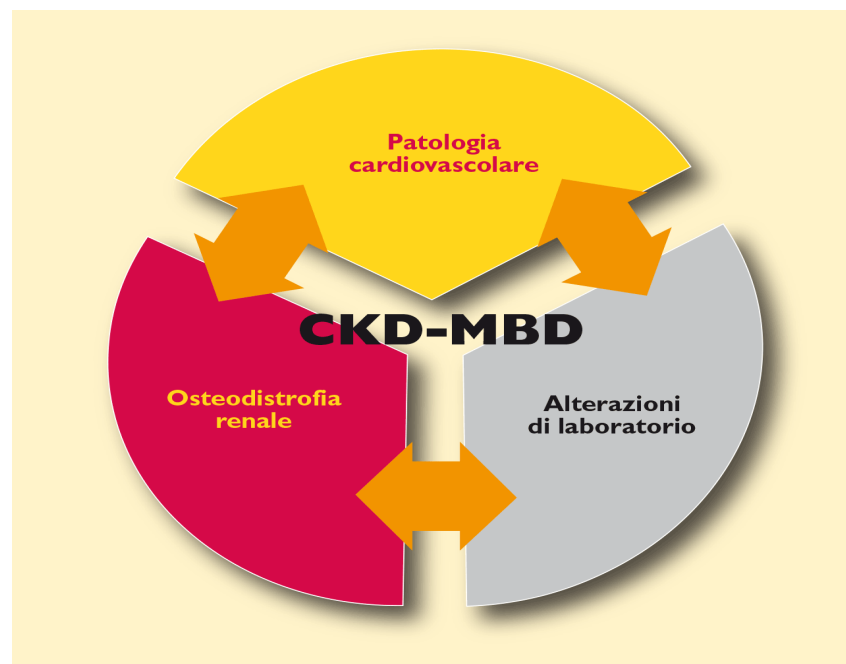 Patologia
cardiovascolare
CKD-MBD
Osteodistrofia
renale
Alterazioni
di laboratorio